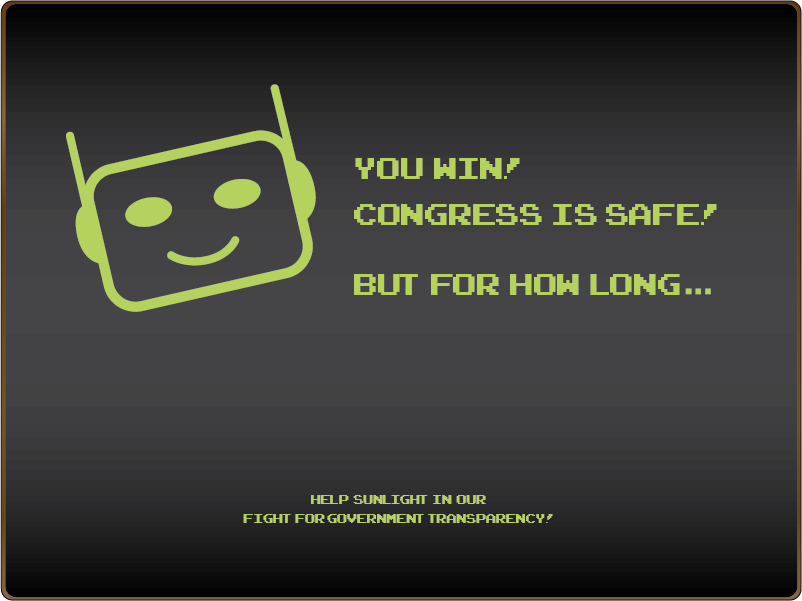 YOU WIN!
CONGRESS IS SAFE!
BUT FOR HOW LONG...
HELP SUNLIGHT IN OUR
FIGHT FOR GOVERNMENT TRANSPARENCY!